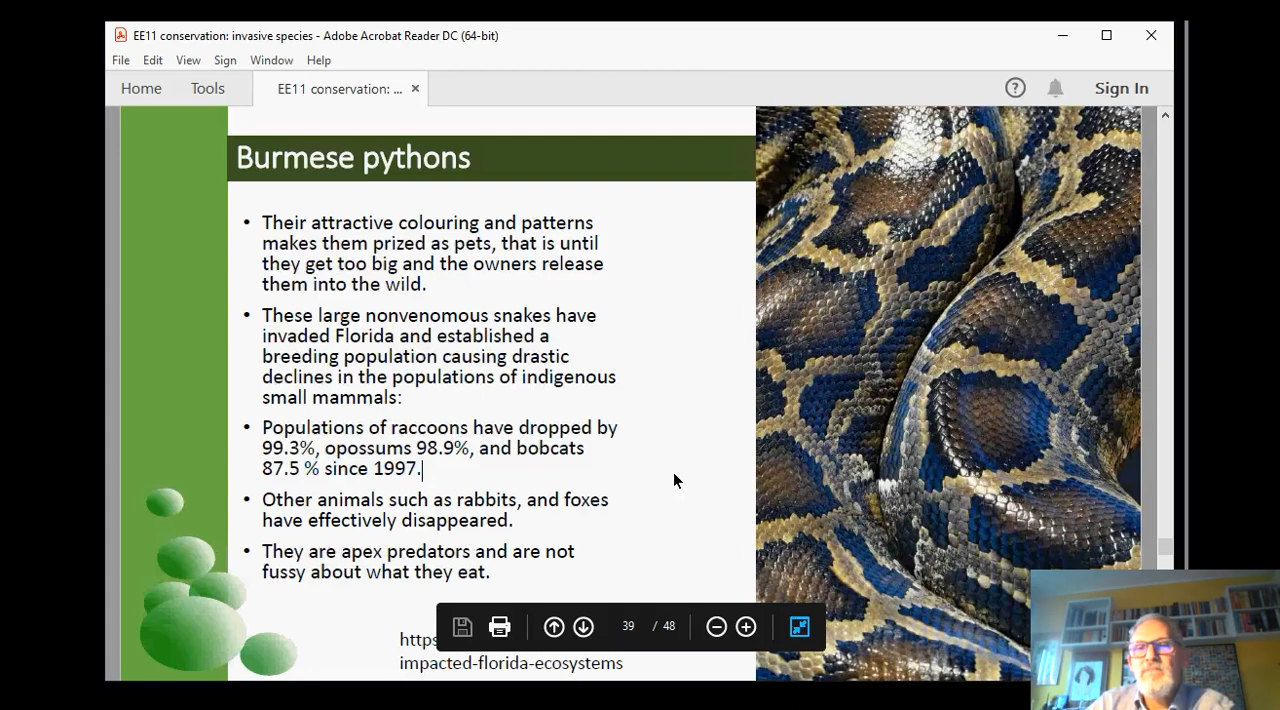 EE11 conservation: invasive species - Adobe Acrobat Reader DC (64-bit)
File Edit View Sign Window Help
Home Tools EE11 conservation: ... × ? Sign In
Burmese pythons
• Their attractive colouring and patterns
makes them prized as pets, that is until
they get too big and the owners release
them into the wild.
• These large nonvenomous snakes have
invaded Florida and established a
breeding population causing drastic
declines in the populations of indigenous
small mammals:
• Populations of raccoons have dropped by
99.3%, opossums 98.9%, and bobcats
87.5 % since 1997.
• Other animals such as rabbits, and foxes
have effectively disappeared.
• They are apex predators and are not
fussy about what they eat.
39 / 48
https
impacted-florida-ecosystems